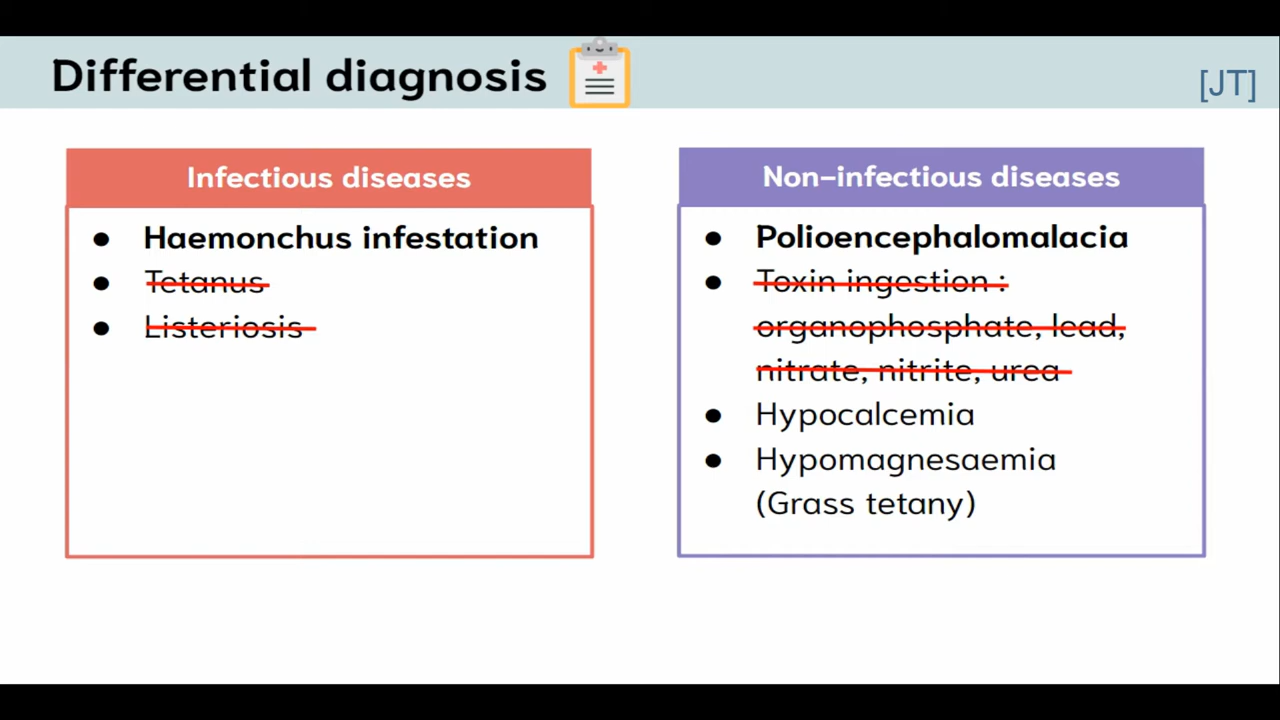 Differential diagnosis
[JT]
Infectious diseases
● Haemonchus infestation
● Tetanus
● Listeriosis
Non-infectious diseases
● Polioencephalomalacia
● Toxin ingestion :
organophosphate, lead,
nitrate, nitrite, urea
● Hypocalcemia
● Hypomagnesaemia
(Grass tetany)